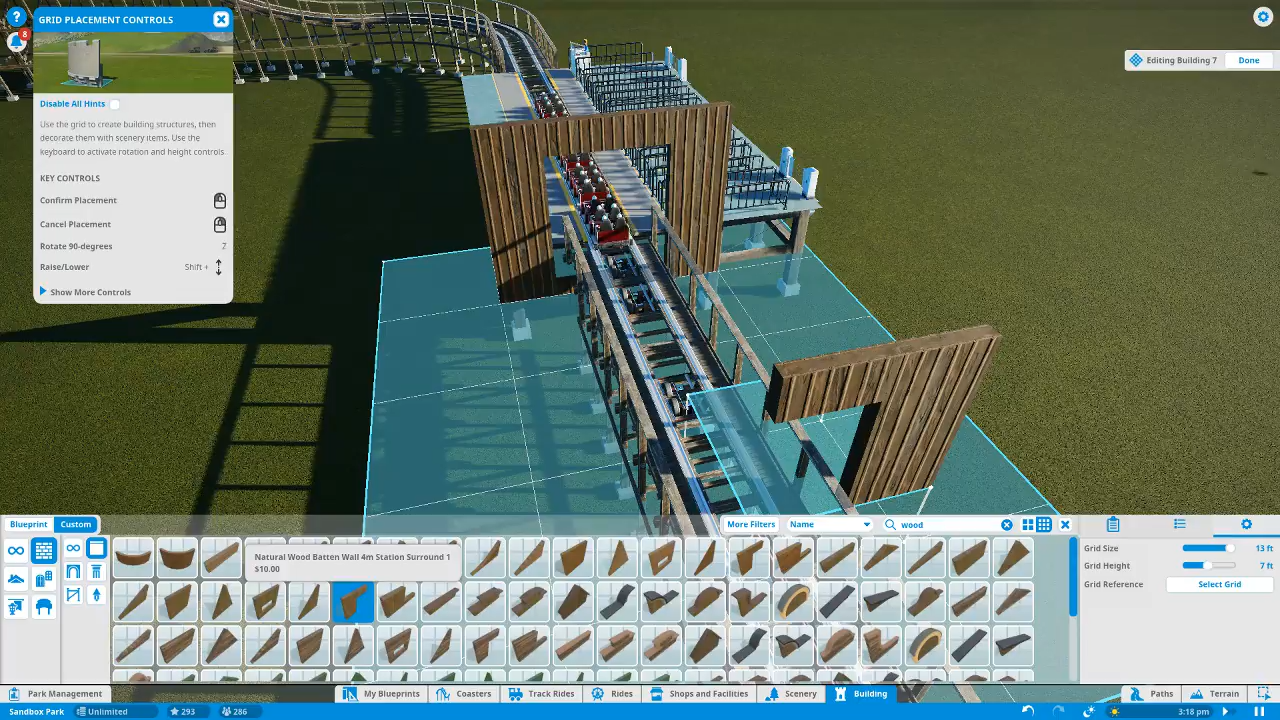 ?
GRID PLACEMENT CONTROLS
8
Disable All Hints
Use the grid to create building structures, then
decorate them with scenery items. Use the
keyboard to activate rotation and height controls
KEY CONTROLS
Confirm Placement
Cancel Placement
Rotate 90-degrees Z
Raise/Lower Shift +
Show More Controls
Editing Building 7 Done
Blueprint Custom More Filters Name wood
Natural Wood Batten Wall 4m Station Surround 1
$10.00
Grid Size 13 ft
Grid Height 7 ft
Grid Reference Select Grid
Park Management My Blueprints Coasters Track Rides Rides Shops and Facilities Scenery Building Paths Terrain
Sandbox Park Unlimited 293 286 3:18 pm